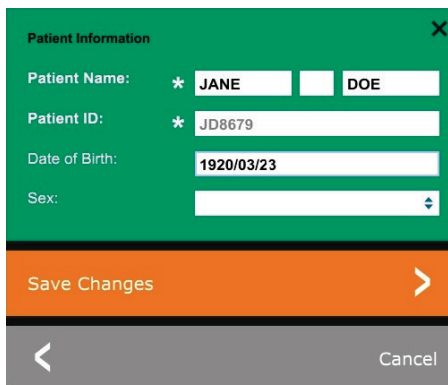 Patient Information
Patient Name: * JANE DOE
Patient ID: * JD8679
Date of Birth: 1920/03/23
Sex:
Save Changes
Cancel